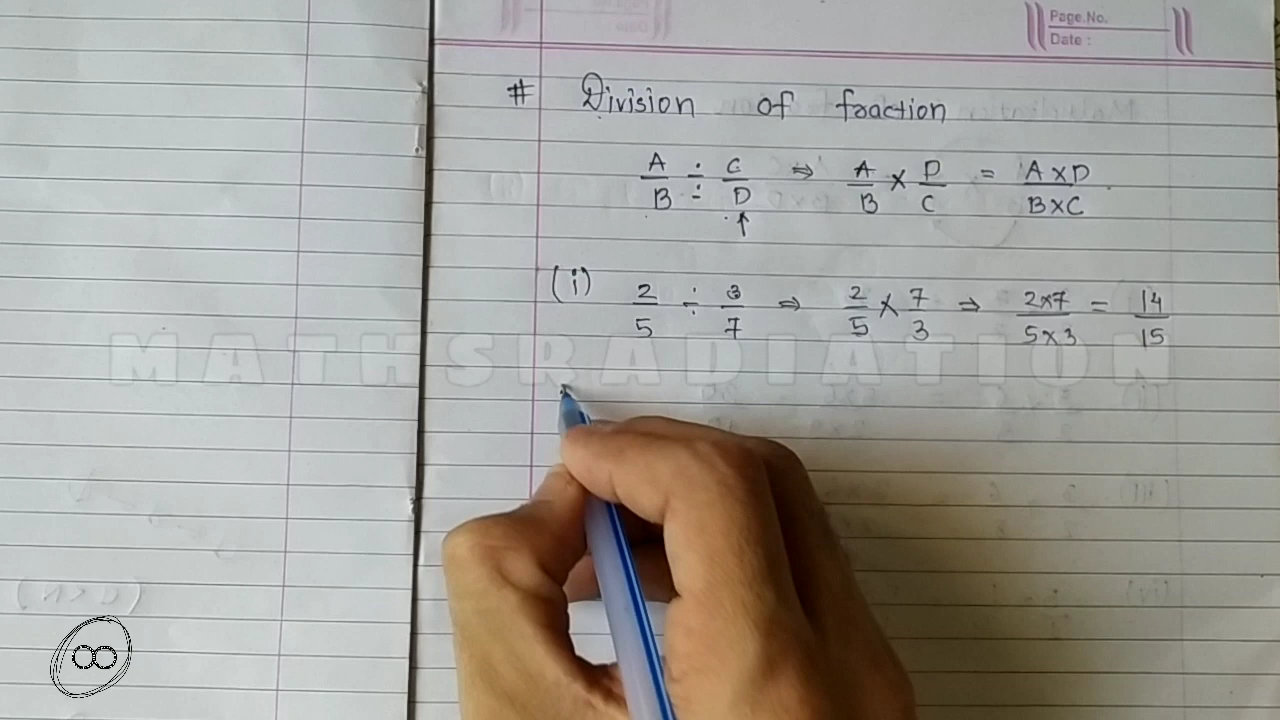 Page.No.
Date :
# Division of fraction
A/B ÷ C/D ⇒ A/B × D/C = A×D/B×C
(i) 2/5 ÷ 3/7 ⇒ 2/5 × 7/3 ⇒ 2×7/5×3 = 14/15
MATHSRADIATION